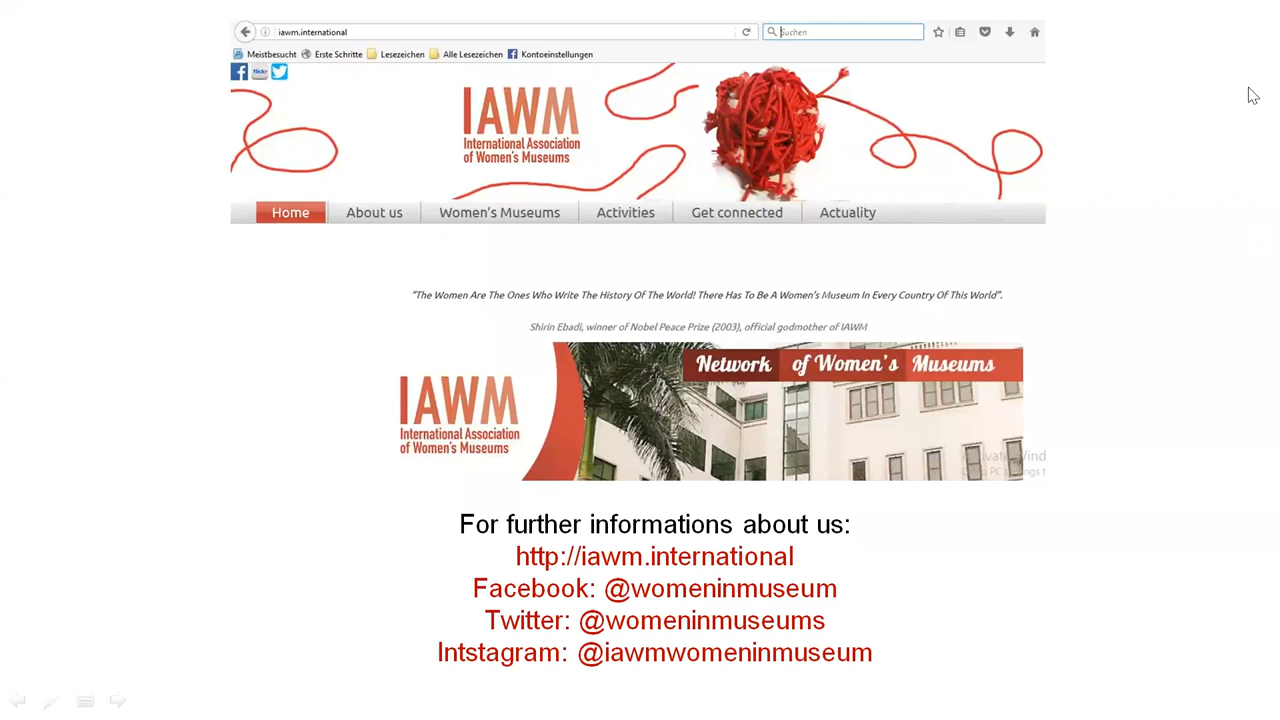 iawm.international
Suchen
Meistbesucht Erste Schritte Lesezeichen Alle Lesezeichen Kontoeinstellungen
flickr
IAWM
International Association
of Women's Museums
Home About us Women's Museums Activities Get connected Actuality
"The Women Are The Ones Who Write The History Of The World! There Has To Be A Women's Museum In Every Country Of This World".
Shirin Ebadi, winner of Nobel Peace Prize (2003), official godmother of IAWM
Network of Women's Museums
IAWM
International Association
of Women's Museums
For further informations about us:
http://iawm.international
Facebook: @womeninmuseum
Twitter: @womeninmuseums
Intstagram: @iawmwomeninmuseum